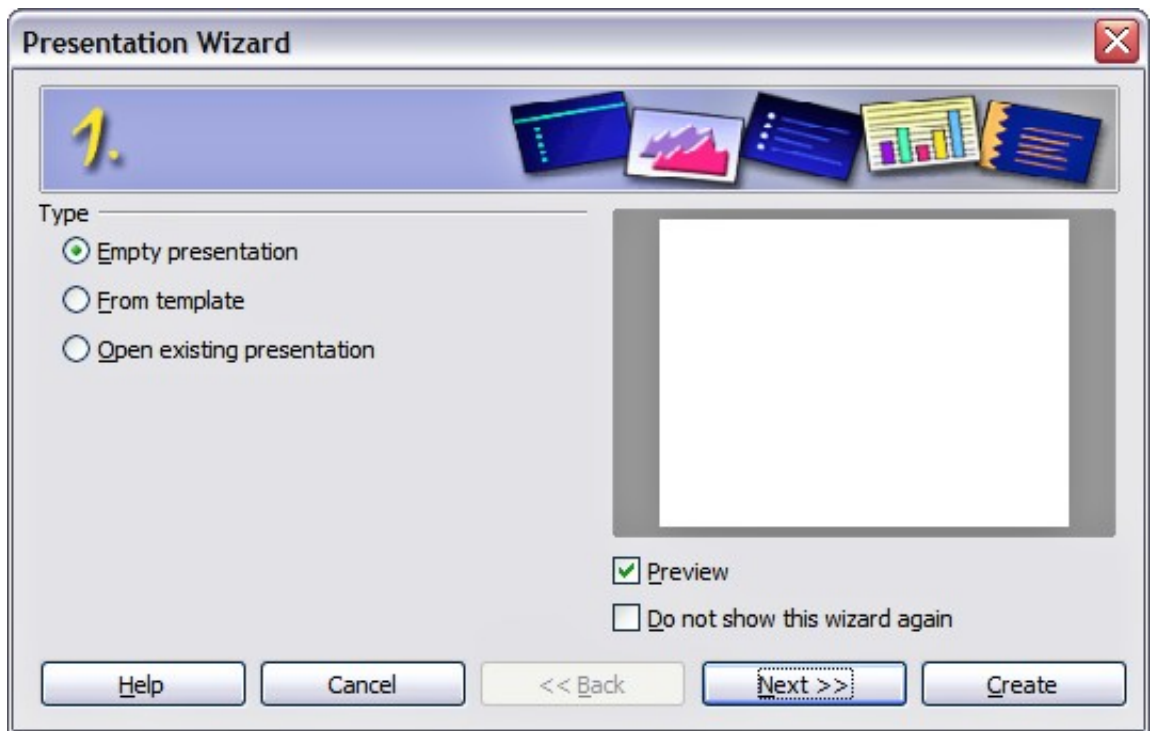 Presentation Wizard
1.
Type
Empty presentation
From template
Open existing presentation
Preview
Do not show this wizard again
Help
Cancel
<< Back
Next >>
Create